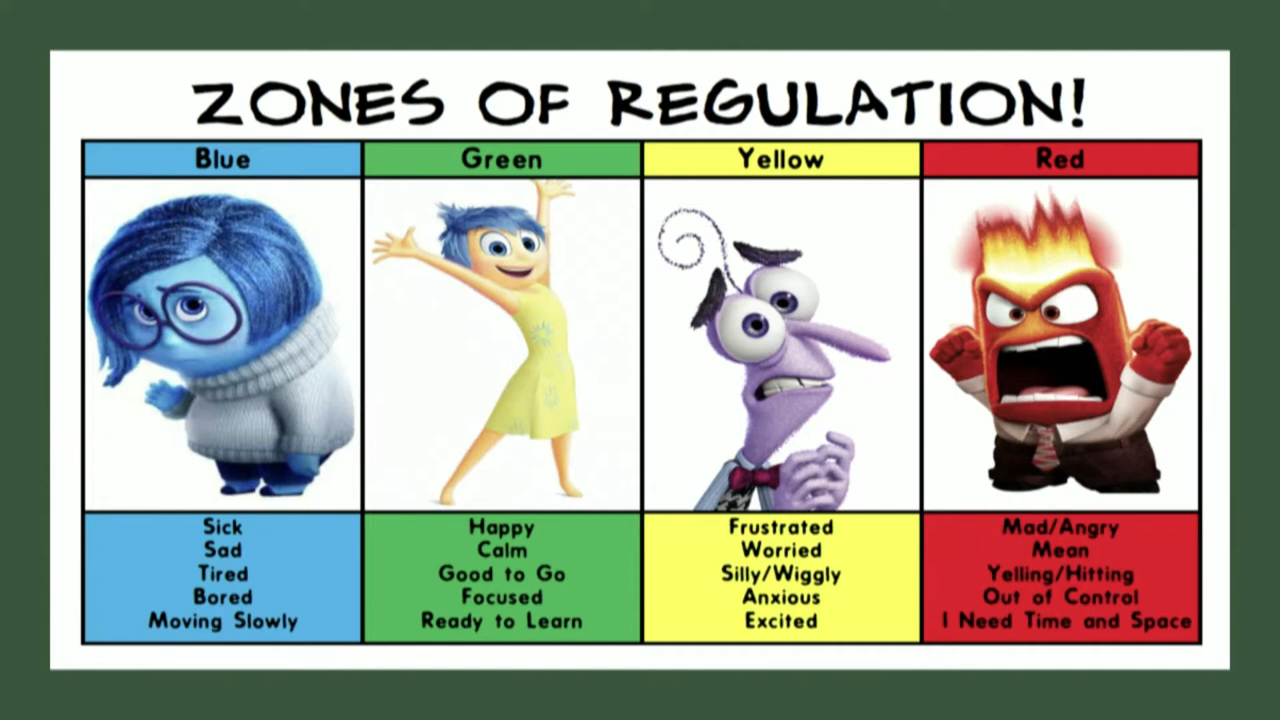 ZONES OF REGULATION!
Blue
Green
Yellow
Red
Sick
Sad
Tired
Bored
Moving Slowly
Happy
Calm
Good to Go
Focused
Ready to Learn
Frustrated
Worried
Silly/Wiggly
Anxious
Excited
Mad/Angry
Mean
Yelling/Hitting
Out of Control
I Need Time and Space